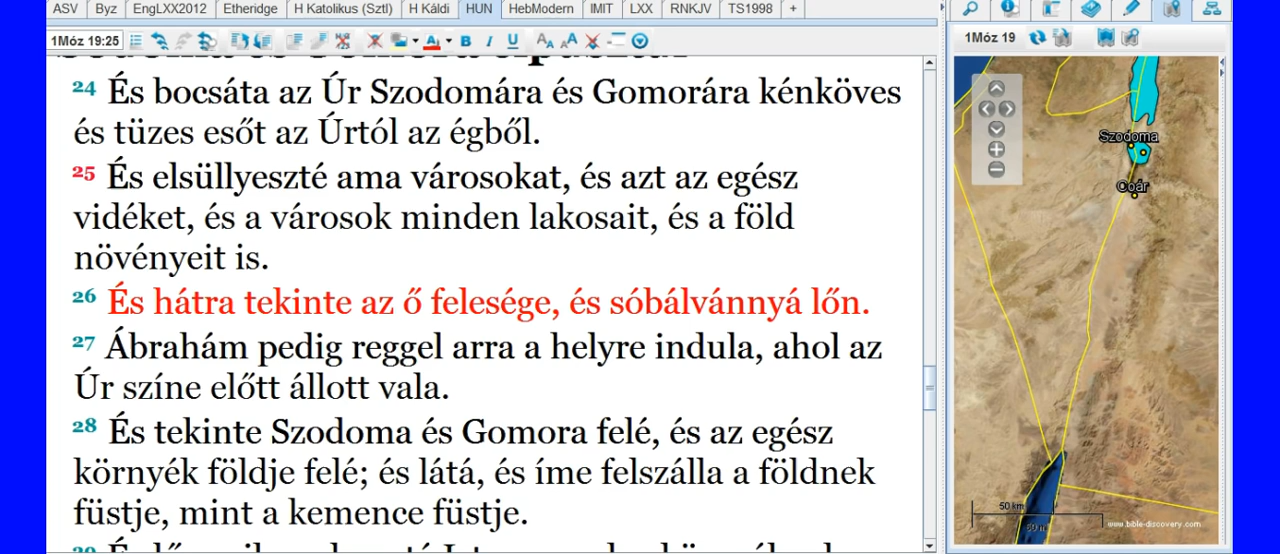 ASV Byz EngLXX2012 Etheridge H Katolikus (Sztl) H Káldi HUN HebModern IMIT LXX RNKJV TS1998 +
1Móz 19:25
1Móz 19
24 És bocsáta az Úr Szodomára és Gomorára kénköves
és tüzes esőt az Úrtól az égből.
25 És elsüllyeszté ama városokat, és azt az egész
vidéket, és a városok minden lakosait, és a föld
növényeit is.
26 És hátra tekinte az ő felesége, és sóbálvánnyá lőn.
27 Ábrahám pedig reggel arra a helyre indula, ahol az
Úr színe előtt állott vala.
28 És tekinte Szodoma és Gomora felé, és az egész
környék földje felé; és látá, és íme felszálla a földnek
füstje, mint a kemence füstje.
Szodoma
Coár
50 km
www.bible-discovery.com